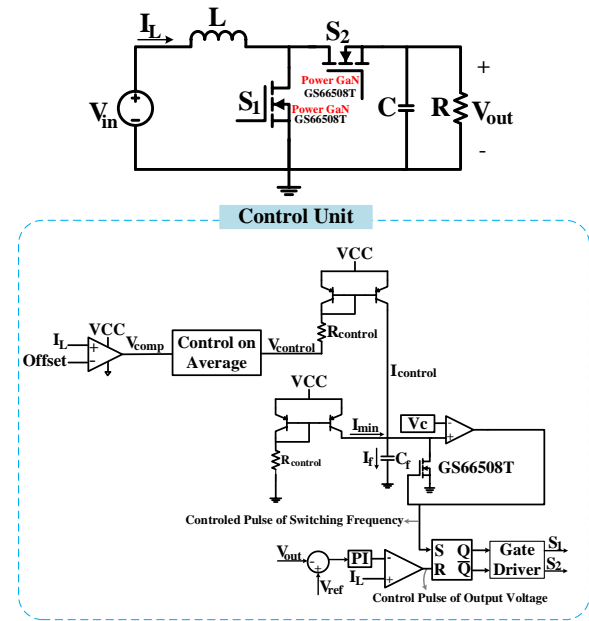 I_L
L
S_2
Power GaN
GS66508T
V_in
S_1
Power GaN
GS66508T
C
R
+
V_out
-
Control Unit
VCC
I_L
Offset
VCC
V_comp
Control on
Average
V_control
R_control
I_control
VCC
I_min
Vc
R_control
I_f
C_f
GS66508T
Controled Pulse of Switching Frequency
V_out
V_ref
PI
I_L
S Q
R Q̅
Gate
Driver
S_1
S_2
Control Pulse of Output Voltage